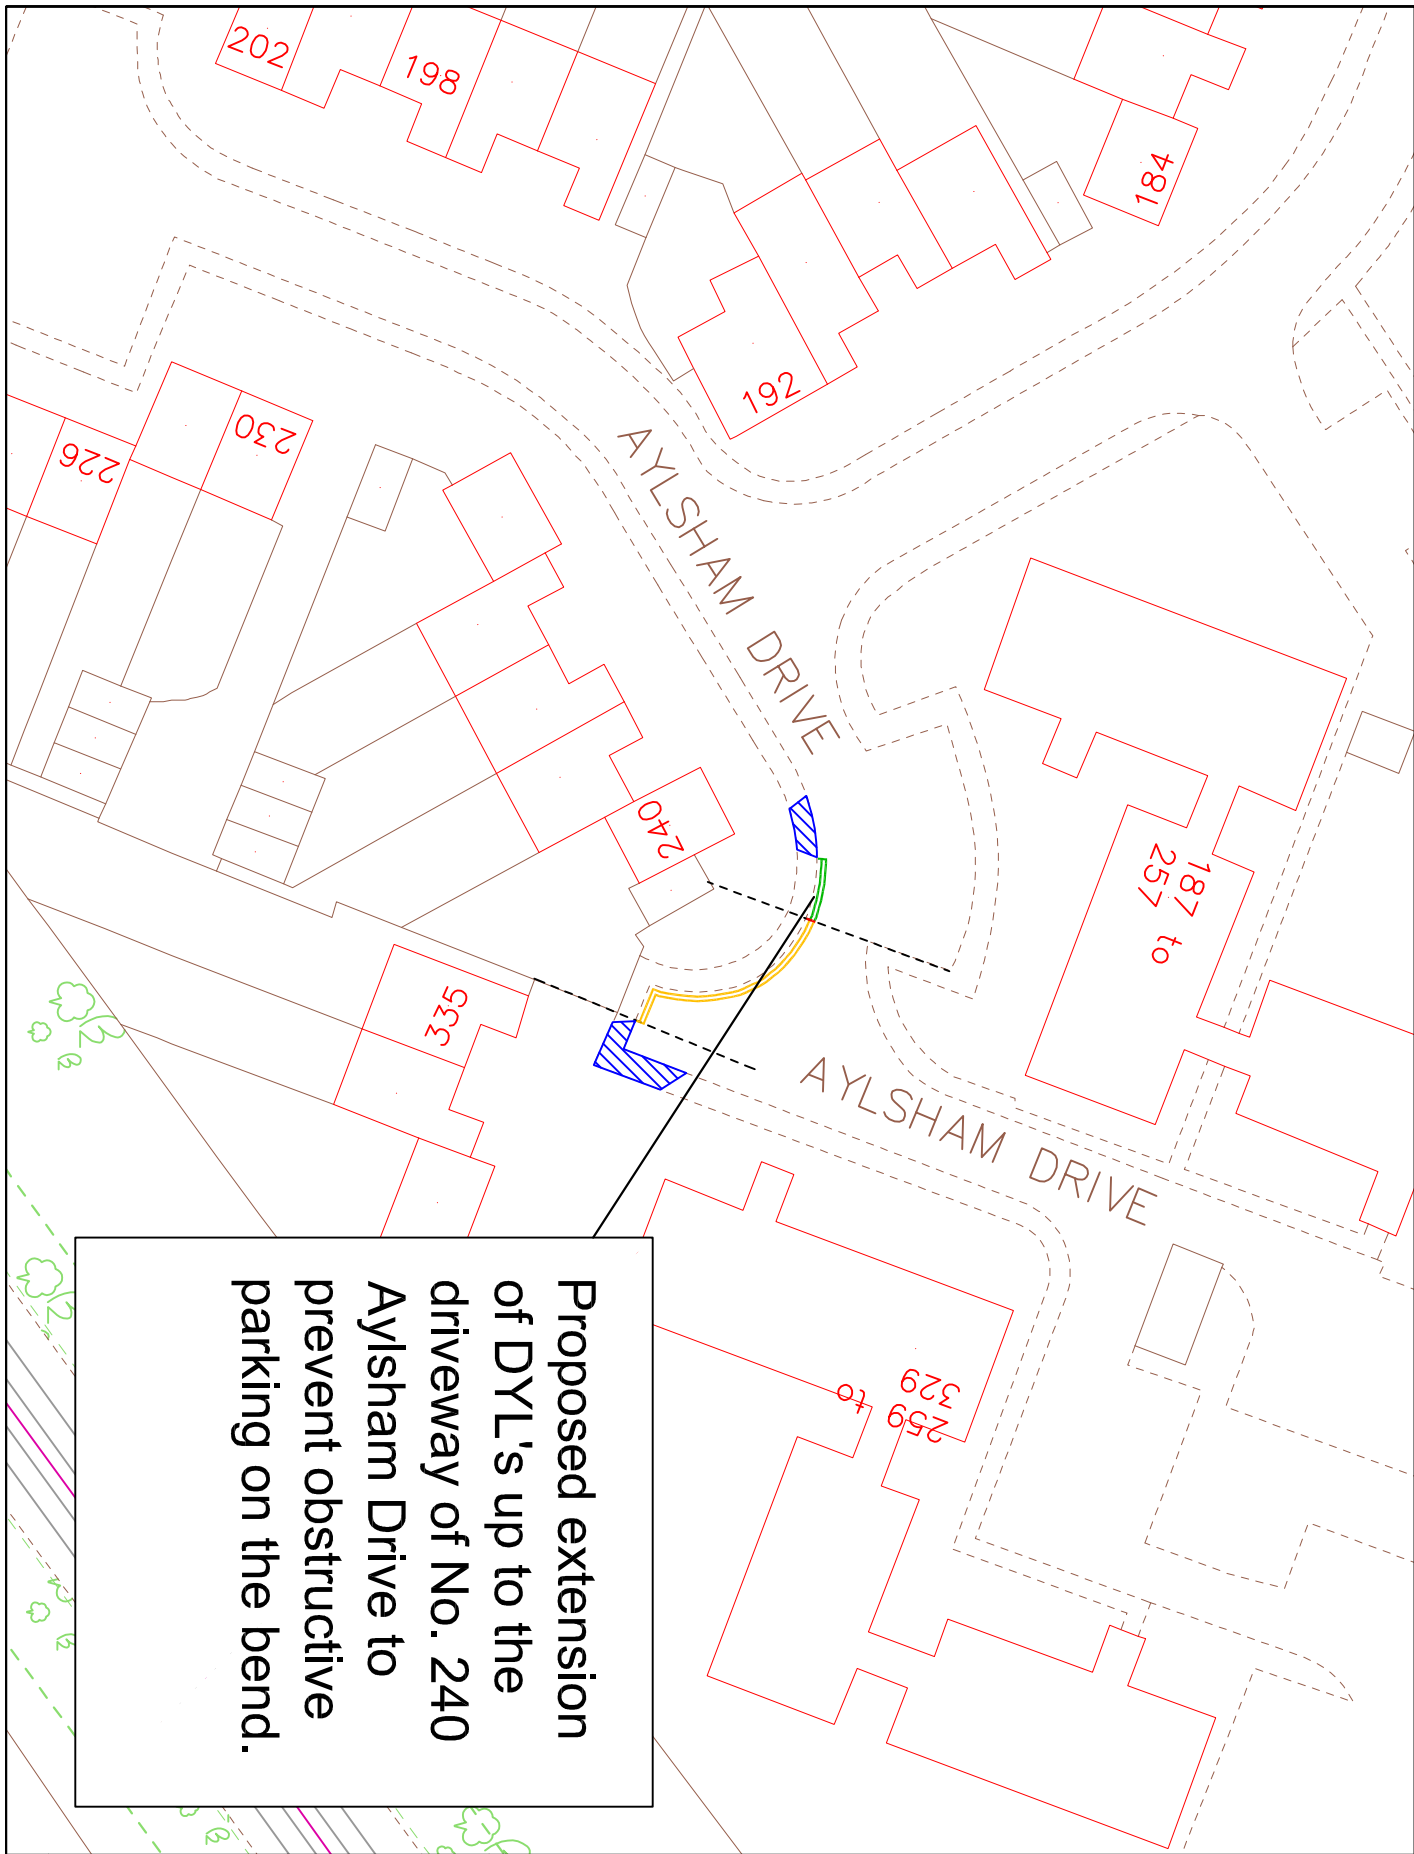 202
198
184
192
230
226
AYLSHAM DRIVE
240
187 to
257
335
AYLSHAM DRIVE
259 to
329
Proposed extension
of DYL's up to the
driveway of No. 240
Aylsham Drive to
prevent obstructive
parking on the bend.